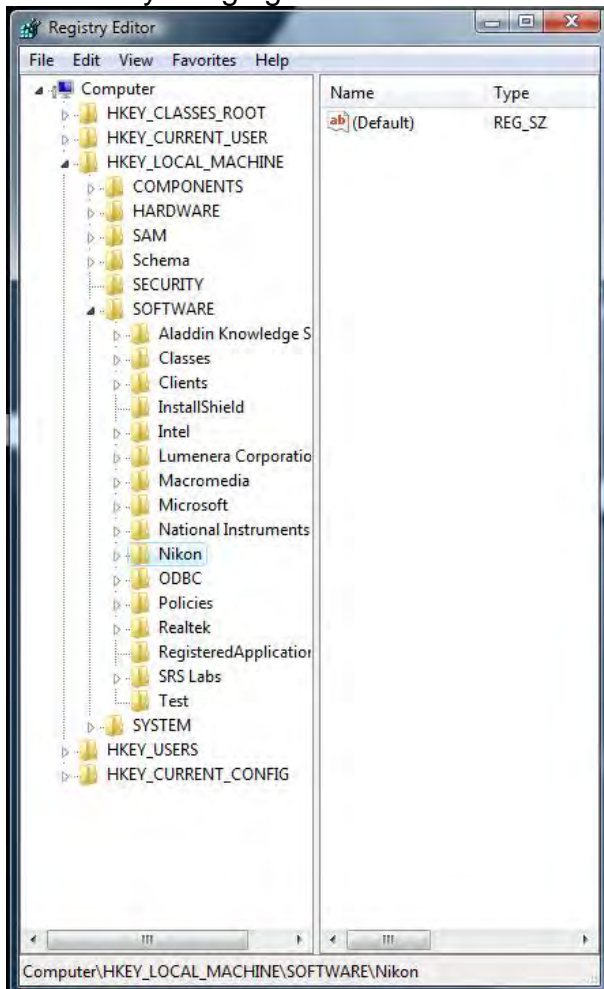 Registry Editor
File Edit View Favorites Help
Computer
HKEY_CLASSES_ROOT
HKEY_CURRENT_USER
HKEY_LOCAL_MACHINE
COMPONENTS
HARDWARE
SAM
Schema
SECURITY
SOFTWARE
Aladdin Knowledge S
Classes
Clients
InstallShield
Intel
Lumenera Corporatio
Macromedia
Microsoft
National Instruments
Nikon
ODBC
Policies
Realtek
RegisteredApplication
SRS Labs
Test
SYSTEM
HKEY_USERS
HKEY_CURRENT_CONFIG
Name Type
ab (Default) REG_SZ
Computer\HKEY_LOCAL_MACHINE\SOFTWARE\Nikon